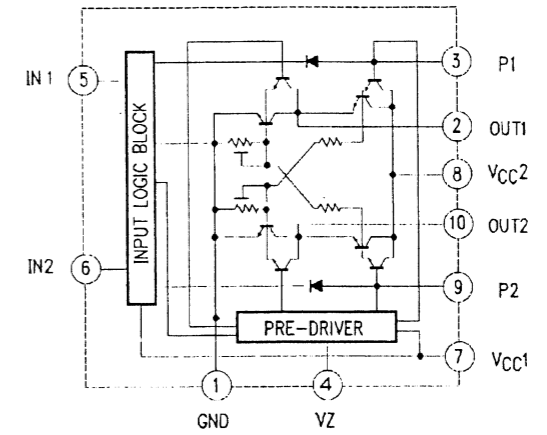 IN 1
5
INPUT LOGIC BLOCK
IN2
6
3
P1
2
OUT1
8
VCC2
10
OUT2
9
P2
7
VCC1
PRE-DRIVER
1
4
GND
VZ